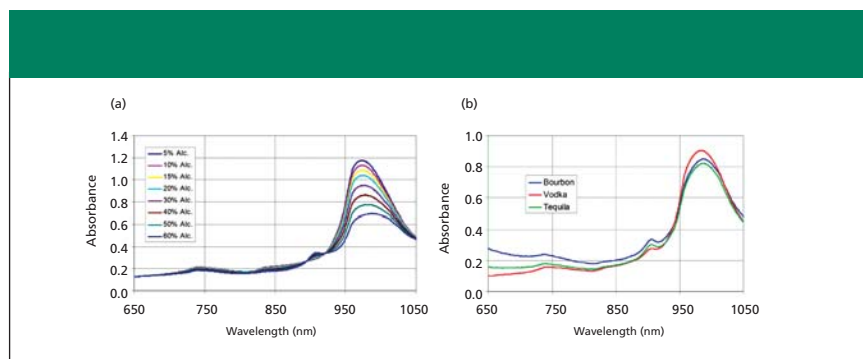 (a)
Absorbance
1.4
1.2
1.0
0.8
0.6
0.4
0.2
0.0
5% Alc.
10% Alc.
15% Alc.
20% Alc.
30% Alc.
40% Alc.
50% Alc.
60% Alc.
650 750 850 950 1050
Wavelength (nm)
(b)
Absorbance
1.0
0.8
0.6
0.4
0.2
0.0
Bourbon
Vodka
Tequila
650 750 850 950 1050
Wavelength (nm)